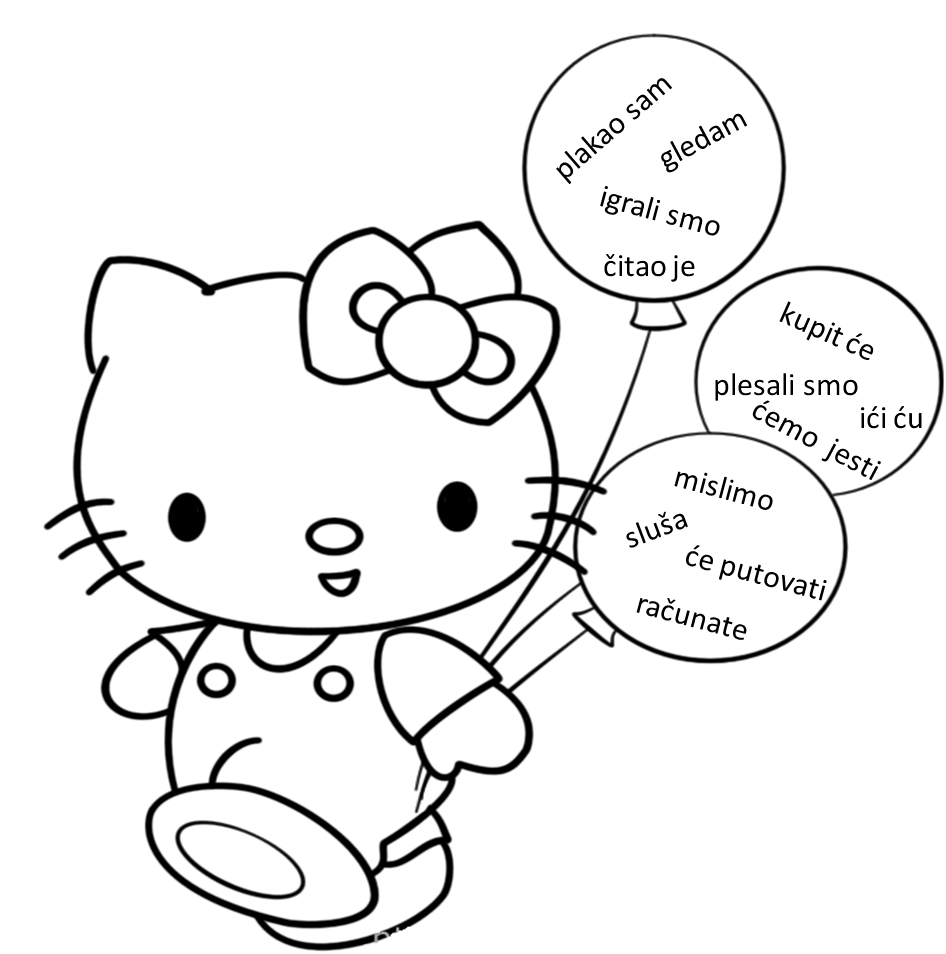 plakao sam
gledam
igrali smo
čitao je
kupit će
plesali smo
ići ću
ćemo jesti
mislimo
sluša
će putovati
računate